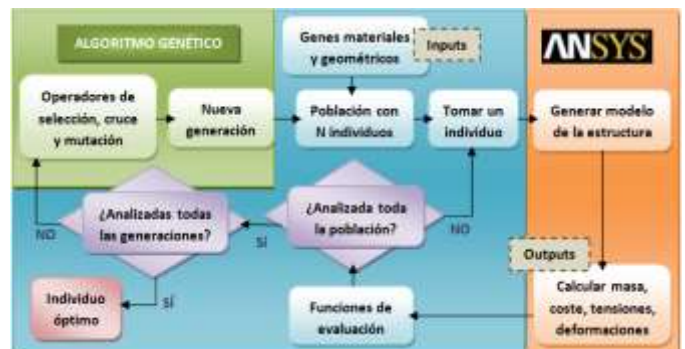 ALGORITMO GENÉTICO
Genes materiales
y geométricos
Inputs
ANSYS
Operadores de
selección, cruce
y mutación
Nueva
generación
Población con
N individuos
Tomar un
individuo
Generar modelo
de la estructura
¿Analizadas todas
las generaciones?
¿Analizada toda
la población?
NO
SÍ
NO
Outputs
Individuo
óptimo
SÍ
Funciones de
evaluación
Calcular masa,
coste, tensiones,
deformaciones